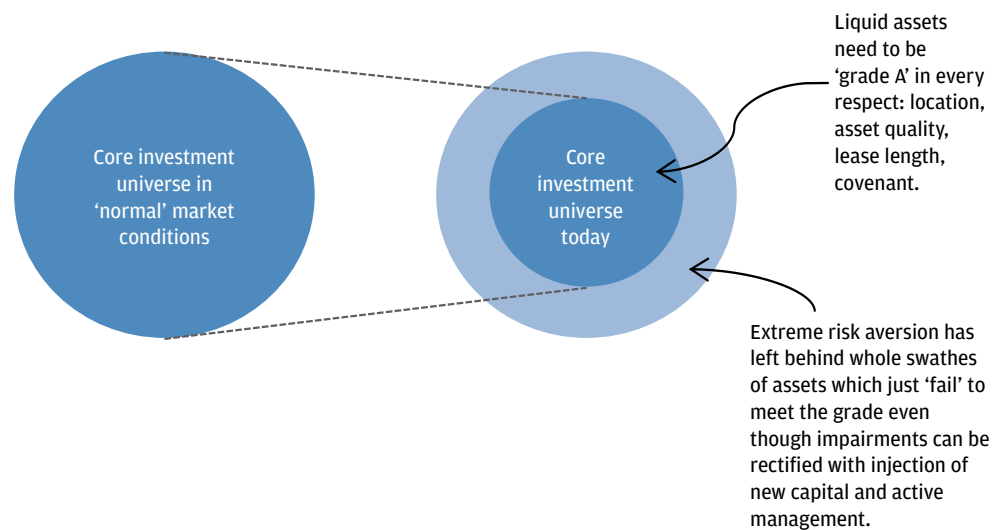 Liquid assets
need to be
‘grade A’ in every
respect: location,
asset quality,
lease length,
covenant.
Core investment
universe in
‘normal’ market
conditions
Core
investment
universe
today
Extreme risk aversion has
left behind whole swathes
of assets which just ‘fail’ to
meet the grade even
though impairments can be
rectified with injection of
new capital and active
management.